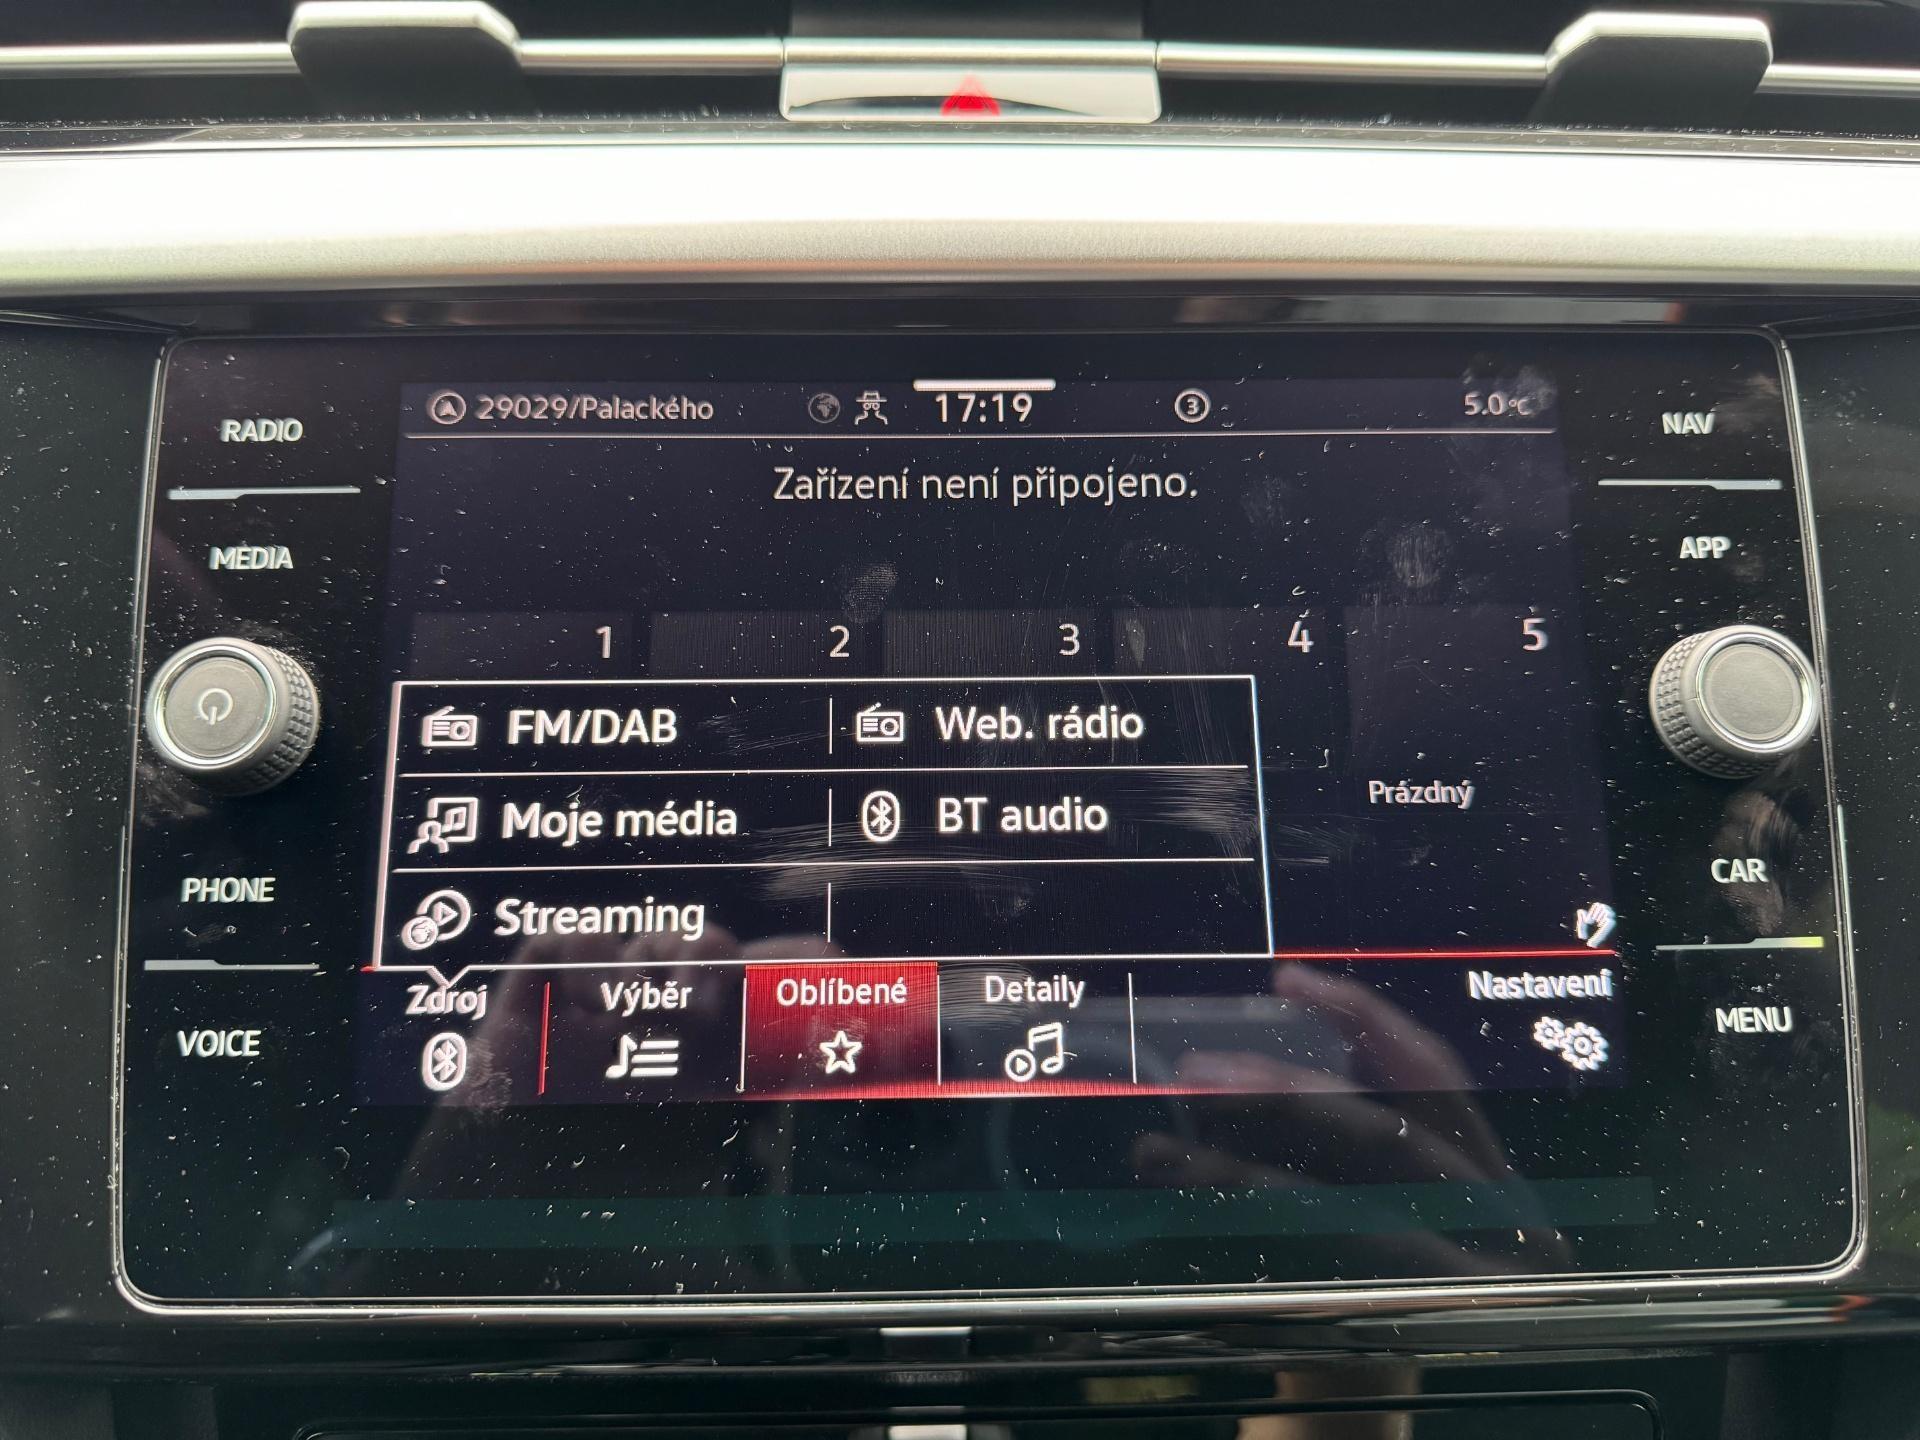 29029/Palackého 17:19 3 5.0°C
Zařízení není připojeno.
RADIO
MEDIA
PHONE
VOICE
1 2 3 4 5
FM/DAB Web. rádio
Moje média BT audio
Streaming
Prázdný
Zdroj Výběr Oblíbené Detaily Nastavení
NAV
APP
CAR
MENU